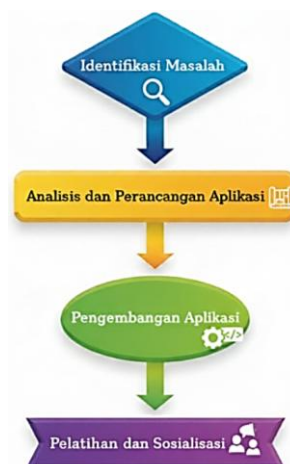 Identifikasi Masalah
Analisis dan Perancangan Aplikasi
Pengembangan Aplikasi
</>
Pelatihan dan Sosialisasi